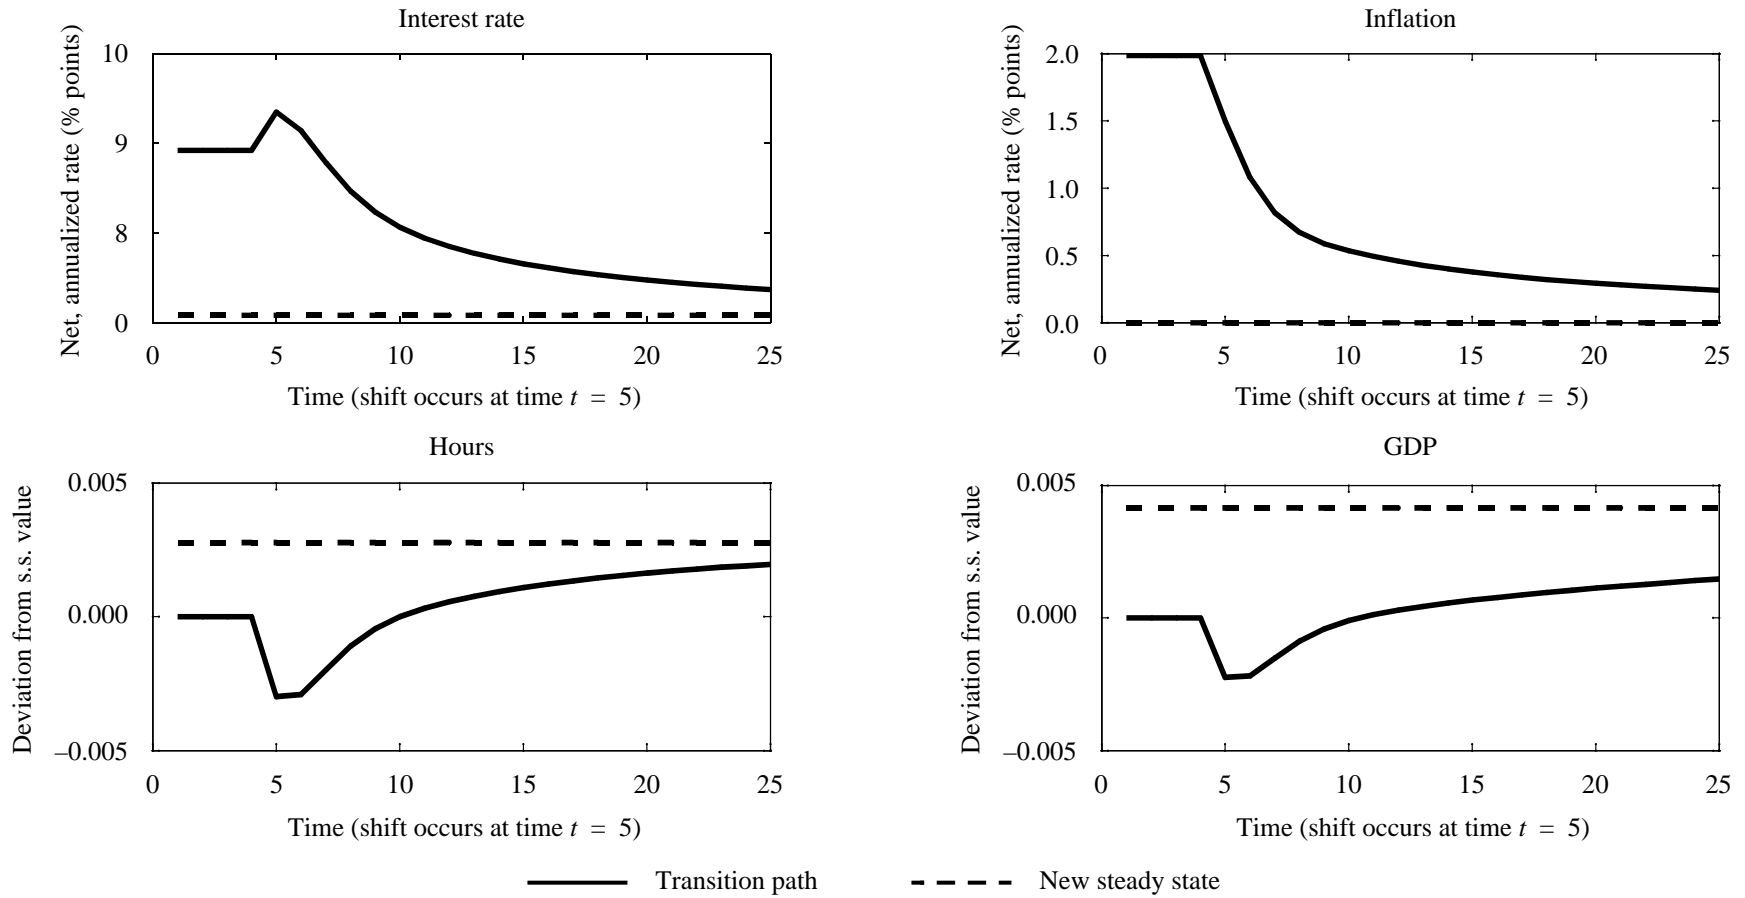 Interest rate
Net, annualized rate (% points)
10
9
8
0
0 5 10 15 20 25
Time (shift occurs at time t = 5)
Inflation
Net, annualized rate (% points)
2.0
1.5
1.0
0.5
0.0
0 5 10 15 20 25
Time (shift occurs at time t = 5)
Hours
Deviation from s.s. value
0.005
0.000
–0.005
0 5 10 15 20 25
Time (shift occurs at time t = 5)
GDP
Deviation from s.s. value
0.005
0.000
–0.005
0 5 10 15 20 25
Time (shift occurs at time t = 5)
Transition path
New steady state